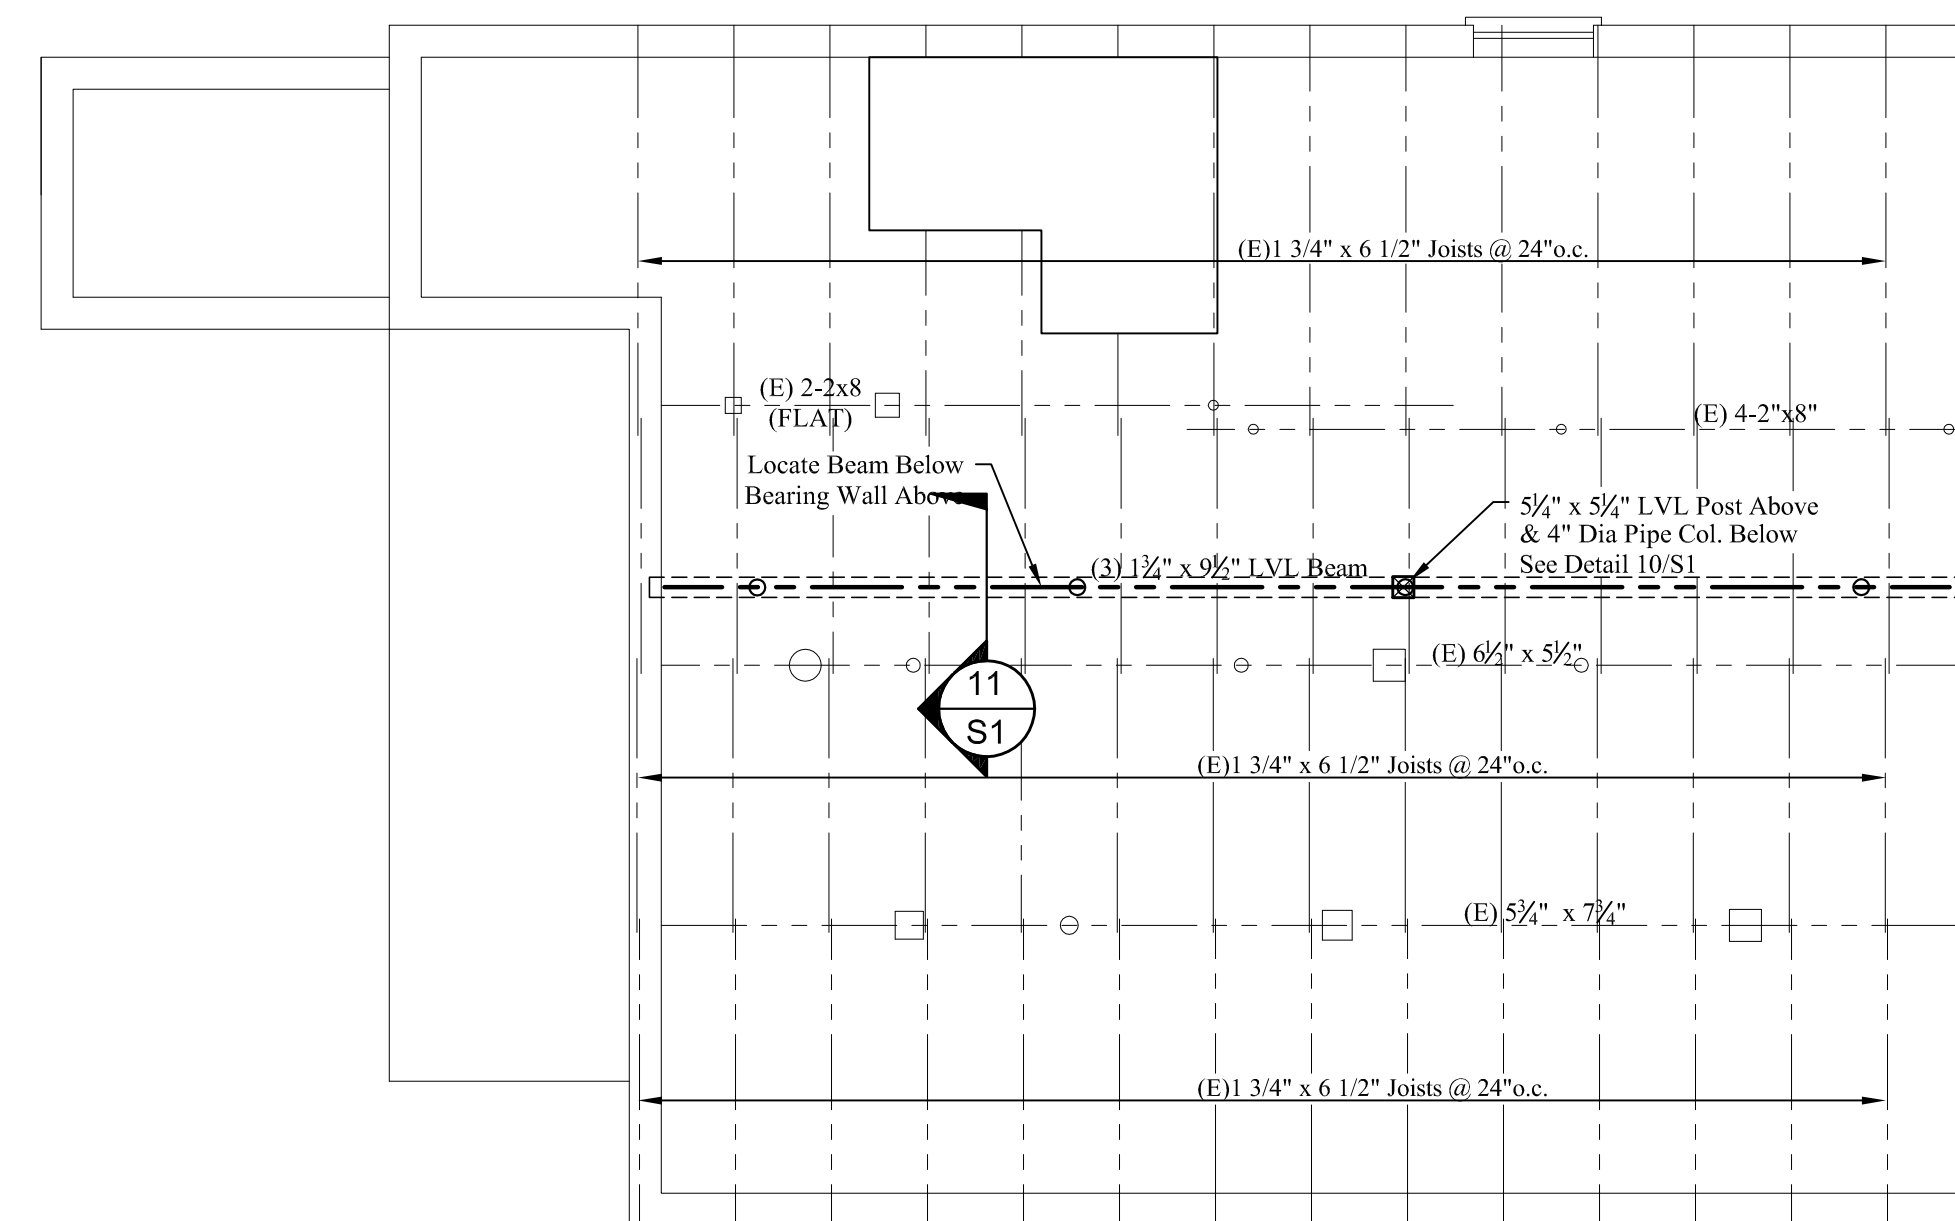 (E)1 3/4" x 6 1/2" Joists @ 24"o.c.
(E) 2-2x8
(FLAT)
(E) 4-2"x8"
Locate Beam Below
Bearing Wall Above
5¼" x 5¼" LVL Post Above
& 4" Dia Pipe Col. Below
See Detail 10/S1
(3) 1¾" x 9½" LVL Beam
(E) 6½" x 5½"
11
S1
(E)1 3/4" x 6 1/2" Joists @ 24"o.c.
(E) 5¾" x 7¾"
(E)1 3/4" x 6 1/2" Joists @ 24"o.c.